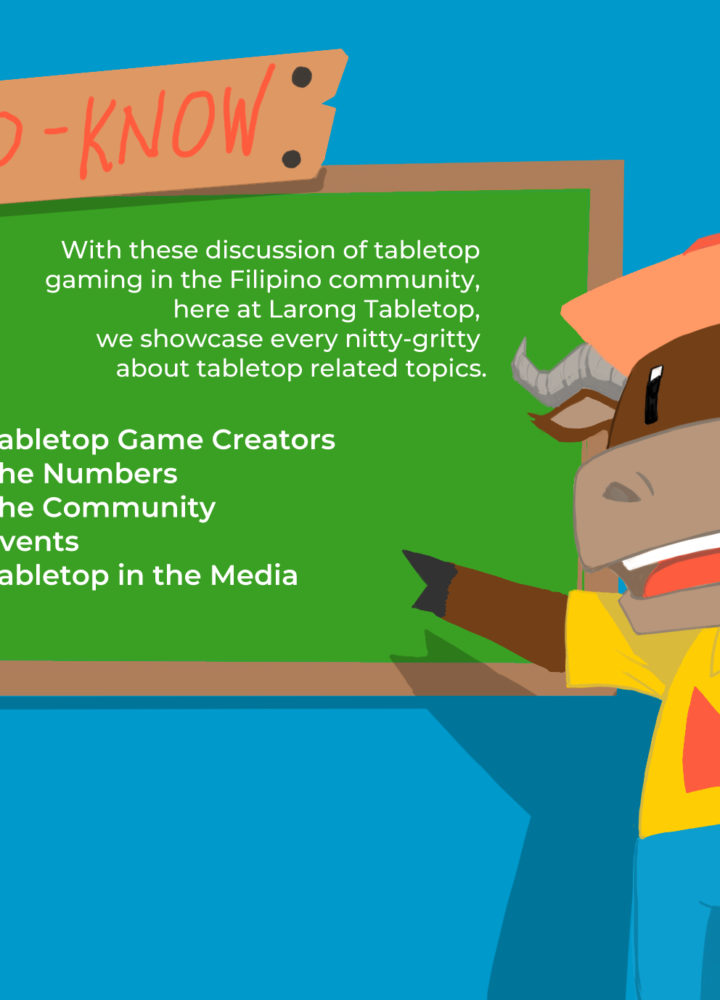 O-KNOW
With these discussion of tabletop
gaming in the Filipino community,
here at Larong Tabletop,
we showcase every nitty-gritty
about tabletop related topics.
abletop Game Creators
he Numbers
he Community
vents
abletop in the Media